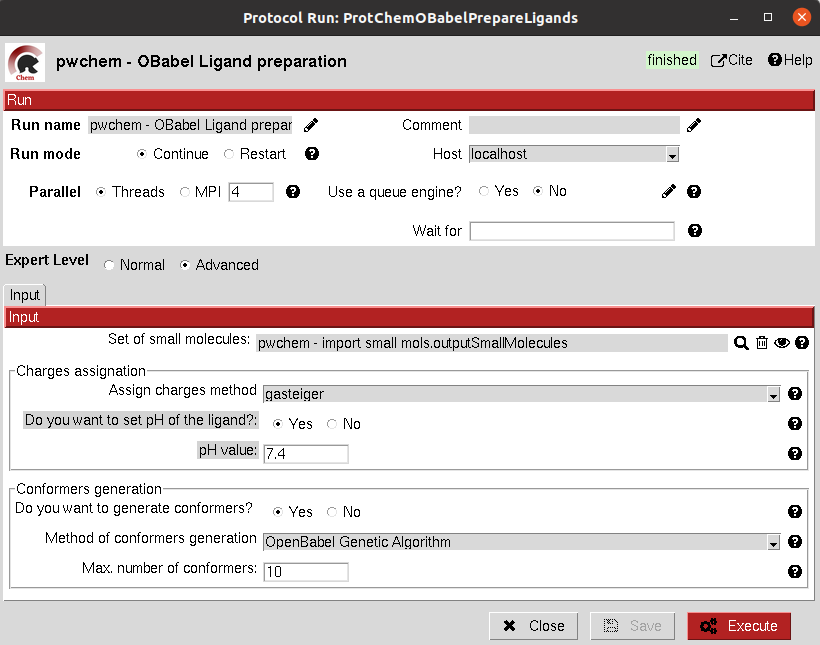 Protocol Run: ProtChemOBabelPrepareLigands
Chem
pwchem - OBabel Ligand preparation
finished Cite Help
Run
Run name pwchem - OBabel Ligand prepar Comment
Run mode Continue Restart Host localhost
Parallel Threads MPI 4 Use a queue engine? Yes No
Wait for
Expert Level Normal Advanced
Input
Input
Set of small molecules: pwchem - import small mols.outputSmallMolecules
Charges assignation
Assign charges method gasteiger
Do you want to set pH of the ligand?: Yes No
pH value: 7.4
Conformers generation
Do you want to generate conformers? Yes No
Method of conformers generation OpenBabel Genetic Algorithm
Max. number of conformers: 10
Close Save Execute